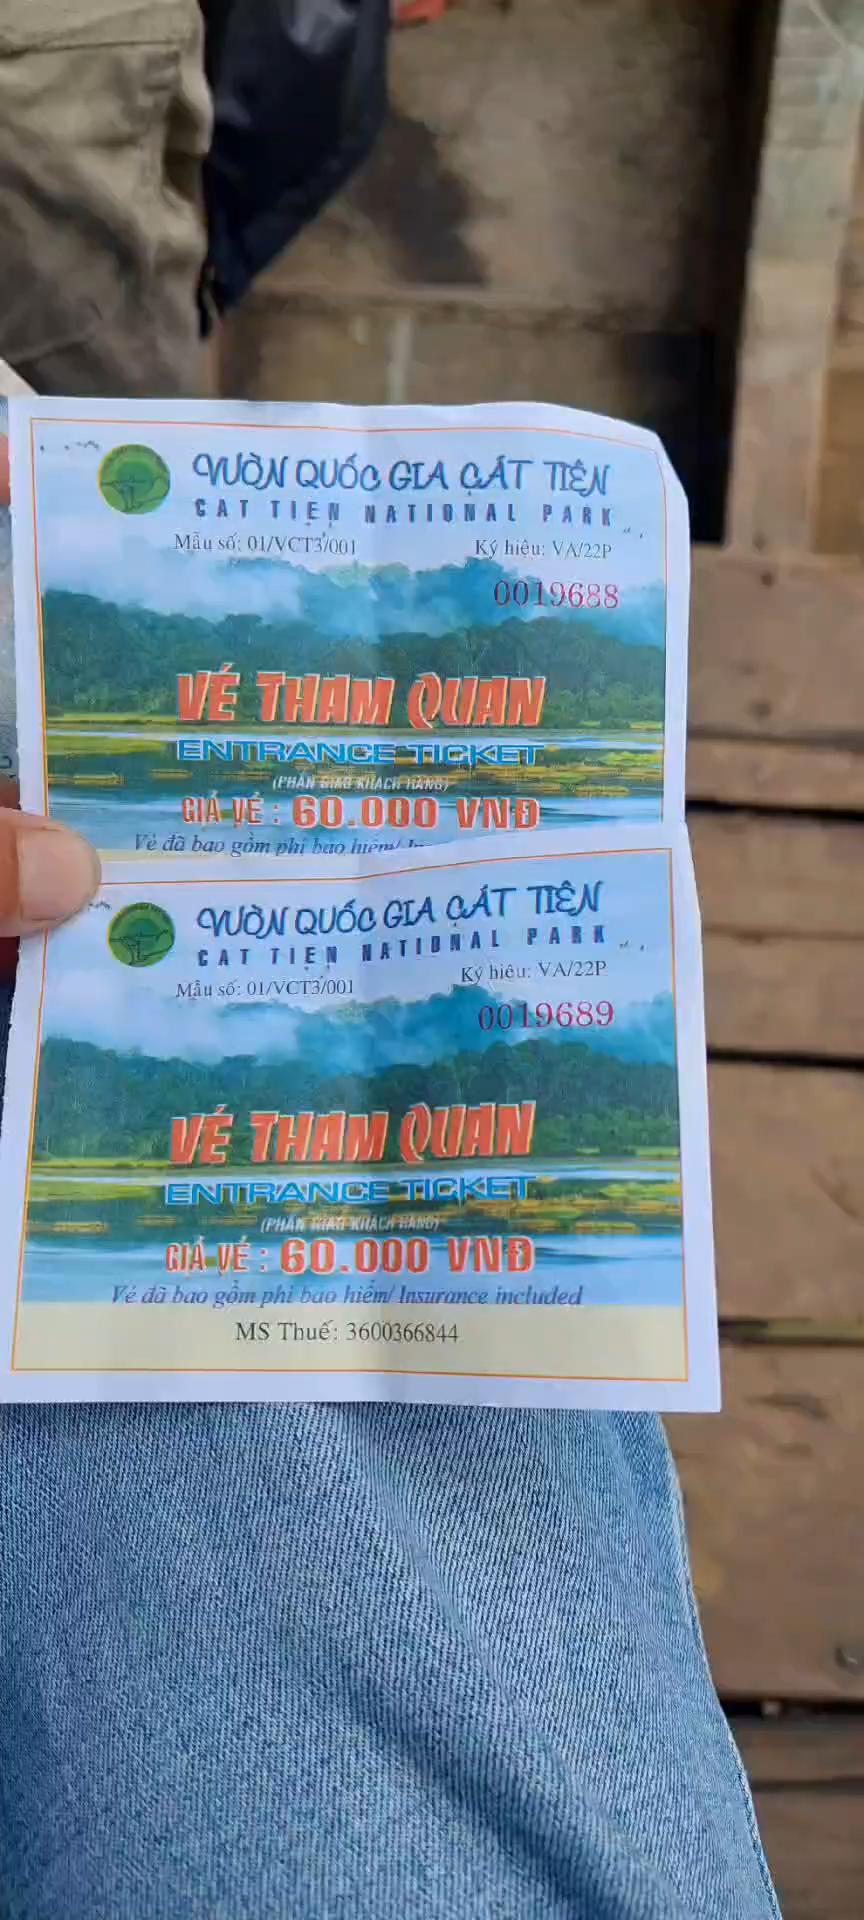 VƯỜN QUỐC GIA CÁT TIÊN
CAT TIEN NATIONAL PARK
Mẫu số: 01/VCT3/001 Ký hiệu: VA/22P
0019688
VÉ THAM QUAN
ENTRANCE TICKET
(PHẦN GIAO KHÁCH HÀNG)
GIÁ VÉ : 60.000 VNĐ
Vé đã bao gồm phí bao hiểm/
VƯỜN QUỐC GIA CÁT TIÊN
CAT TIEN NATIONAL PARK
Mẫu số: 01/VCT3/001 Ký hiệu: VA/22P
0019689
VÉ THAM QUAN
ENTRANCE TICKET
(PHẦN GIAO KHÁCH HÀNG)
GIÁ VÉ : 60.000 VNĐ
Vé đã bao gồm phí bao hiểm/ Insurance included
MS Thuế: 3600366844